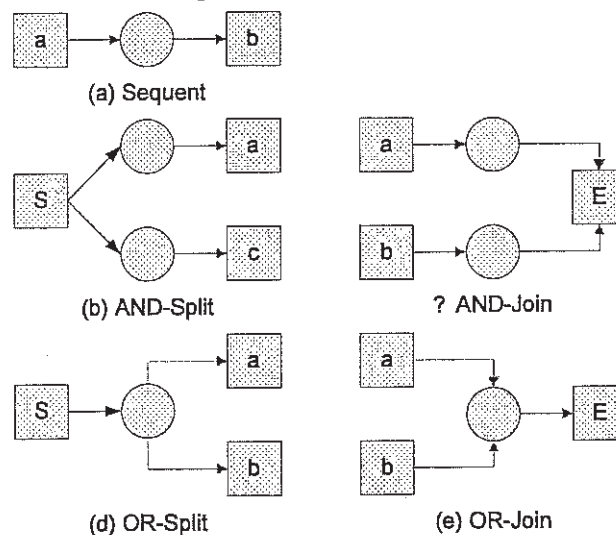 a b
(a) Sequent
a a
S E
c b
(b) AND-Split ? AND-Join
a a
S E
b b
(d) OR-Split (e) OR-Join